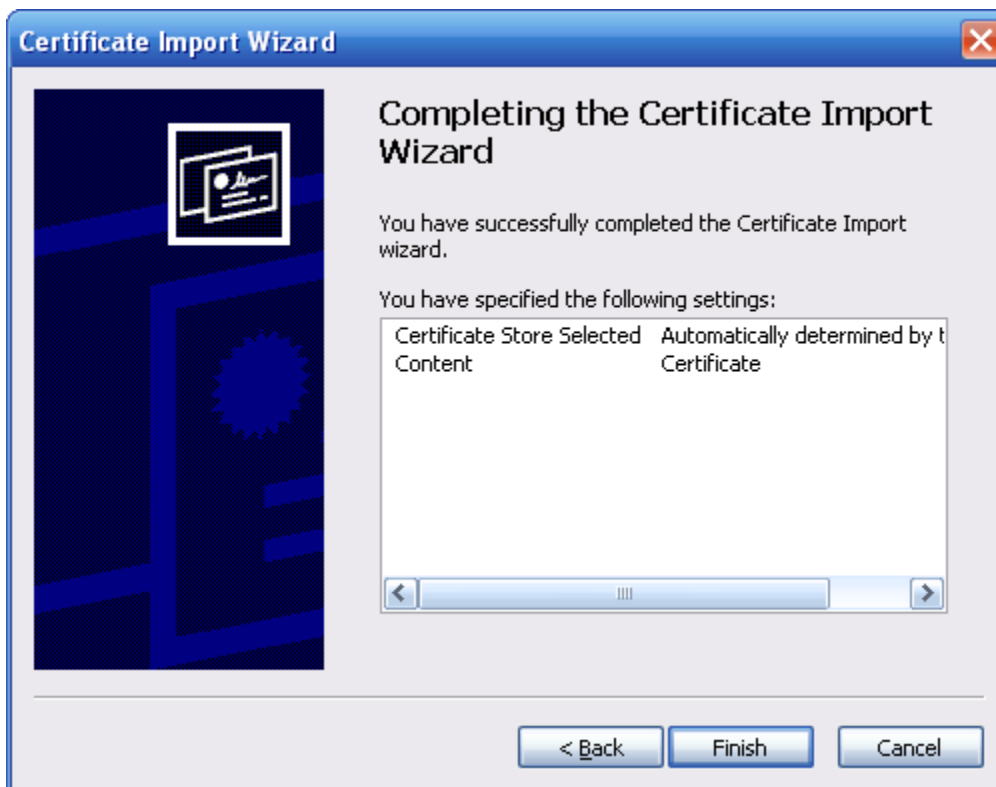 Certificate Import Wizard
Completing the Certificate Import
Wizard
You have successfully completed the Certificate Import
wizard.
You have specified the following settings:
Certificate Store Selected Automatically determined by t
Content Certificate
< Back Finish Cancel